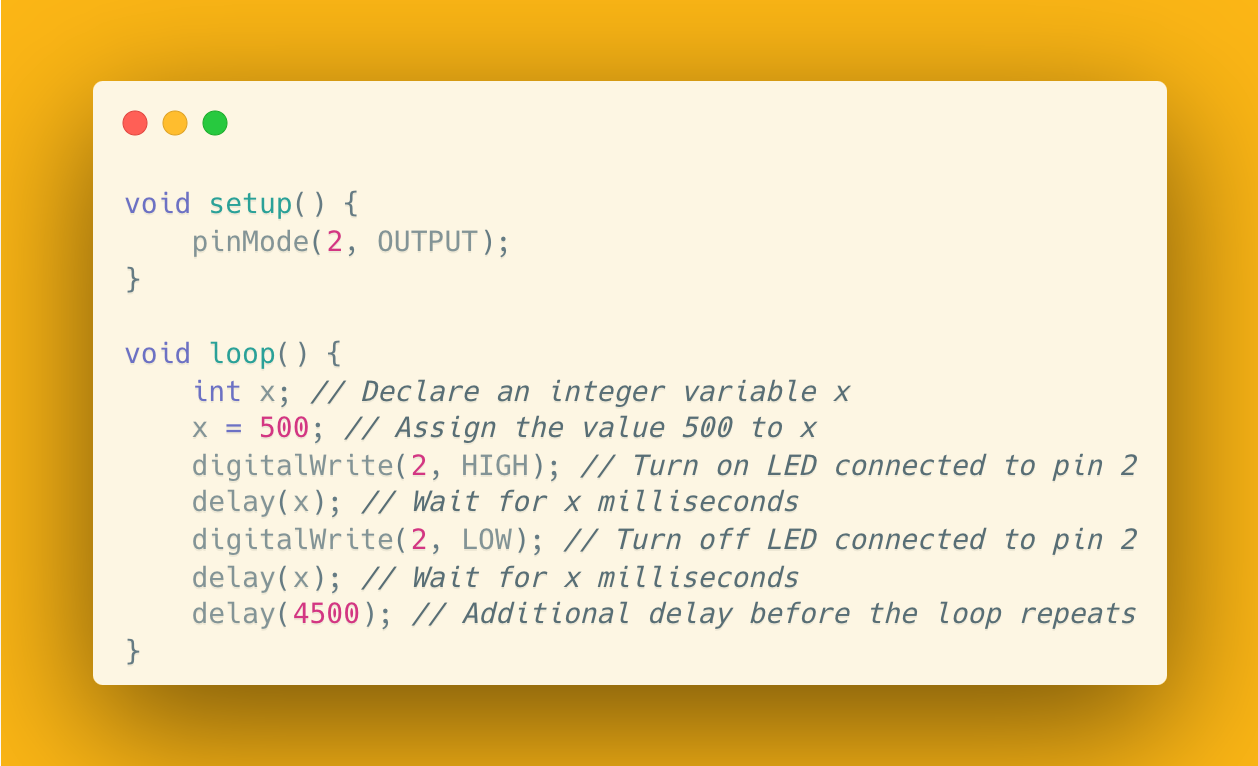 void setup() {
    pinMode(2, OUTPUT);
}

void loop() {
    int x; // Declare an integer variable x
    x = 500; // Assign the value 500 to x
    digitalWrite(2, HIGH); // Turn on LED connected to pin 2
    delay(x); // Wait for x milliseconds
    digitalWrite(2, LOW); // Turn off LED connected to pin 2
    delay(x); // Wait for x milliseconds
    delay(4500); // Additional delay before the loop repeats
}